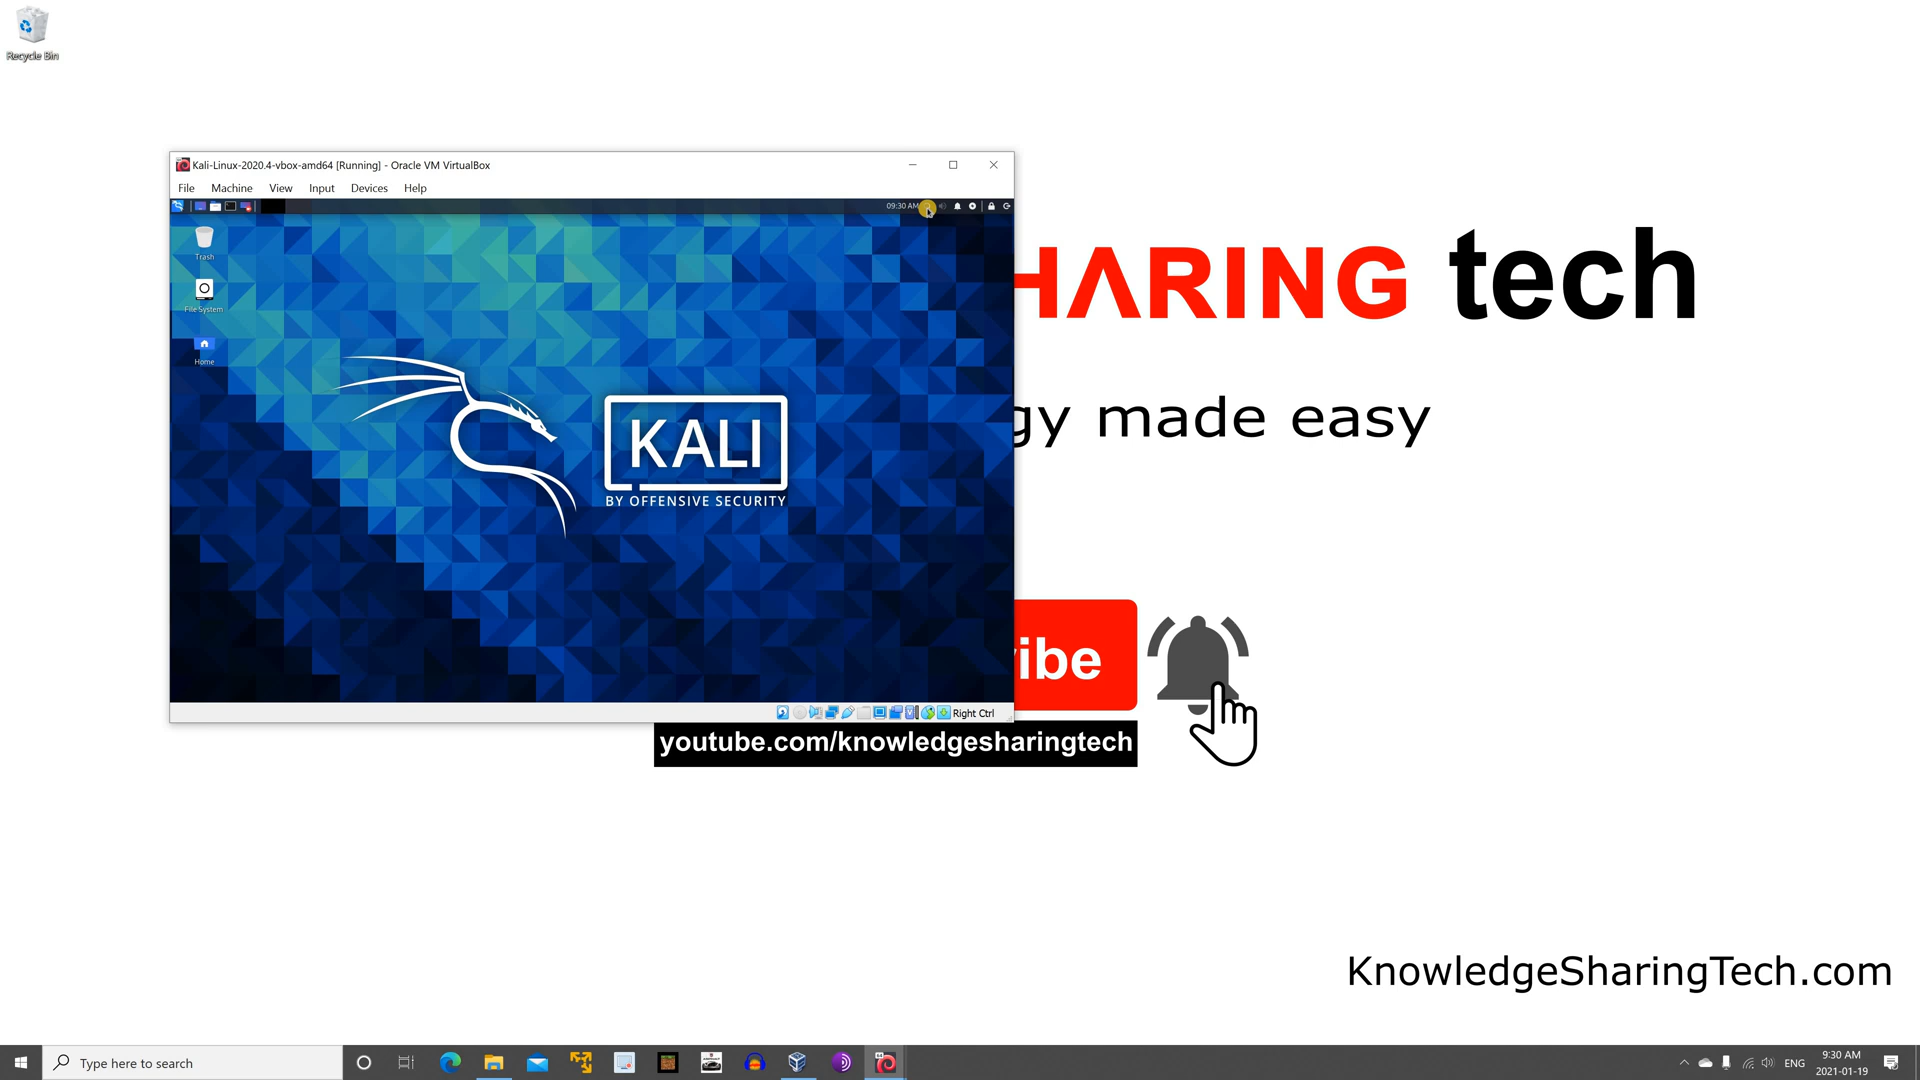 Recycle Bin
Kali-Linux-2020.4-vbox-amd64 [Running] - Oracle VM VirtualBox
File Machine View Input Devices Help
09:30 AM
Trash
File System
Home
KALI
BY OFFENSIVE SECURITY
HARING tech
gy made easy
ibe
Right Ctrl
youtube.com/knowledgesharingtech
KnowledgeSharingTech.com
Type here to search
ENG
9:30 AM
2021-01-19